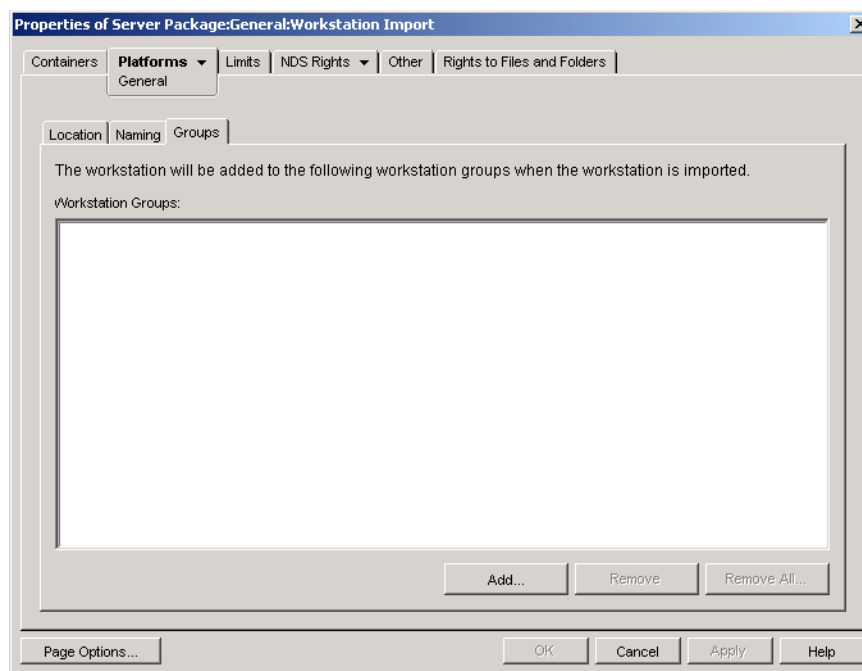 Properties of Server Package:General:Workstation Import
Containers Platforms Limits NDS Rights Other Rights to Files and Folders
General
Location Naming Groups
The workstation will be added to the following workstation groups when the workstation is imported.
Workstation Groups:
Add... Remove Remove All...
Page Options... OK Cancel Apply Help